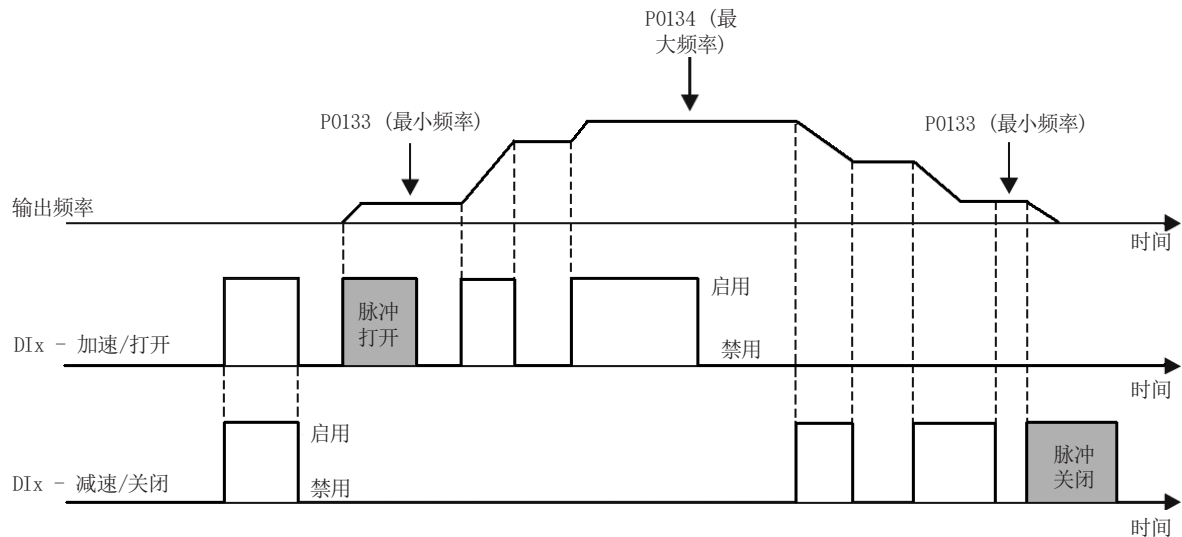 P0134 (最
大频率)
P0133 (最小频率)
P0133 (最小频率)
输出频率
时间
脉冲
打开
启用
禁用
DIx - 加速/打开
时间
启用
禁用
脉冲
关闭
DIx - 减速/关闭
时间